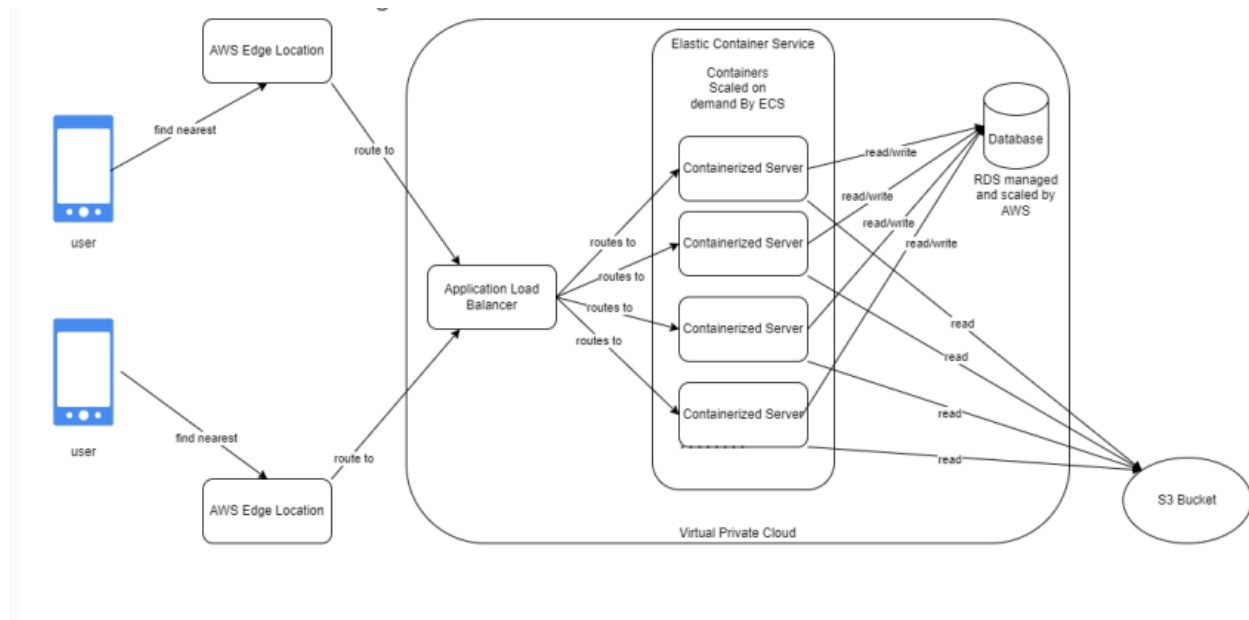 AWS Edge Location
find nearest
route to
user
user
find nearest
route to
AWS Edge Location
Application Load
Balancer
routes to
routes to
routes to
routes to
Elastic Container Service
Containers
Scaled on
demand By ECS
Containerized Server
Containerized Server
Containerized Server
Containerized Server
read/write
read/write
read/write
read/write
Database
RDS managed
and scaled by
AWS
read
read
read
read
S3 Bucket
Virtual Private Cloud